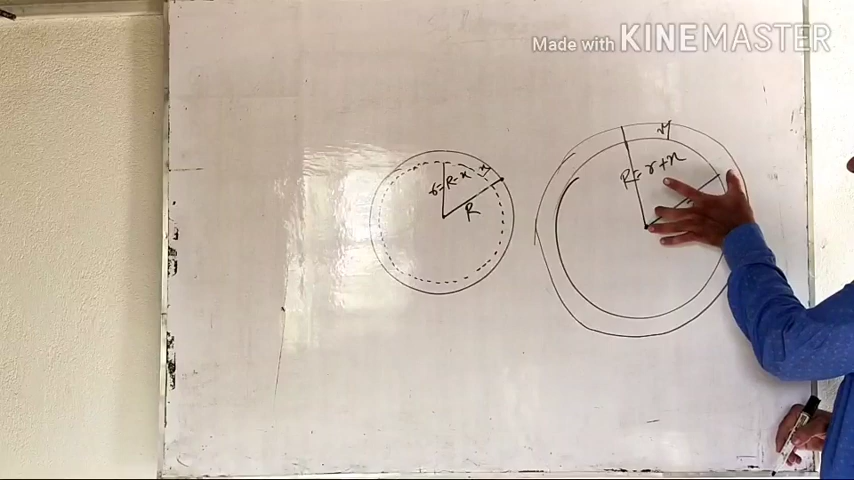 Made with KINEMASTER
x
r=R-x
R
x
R=r+x